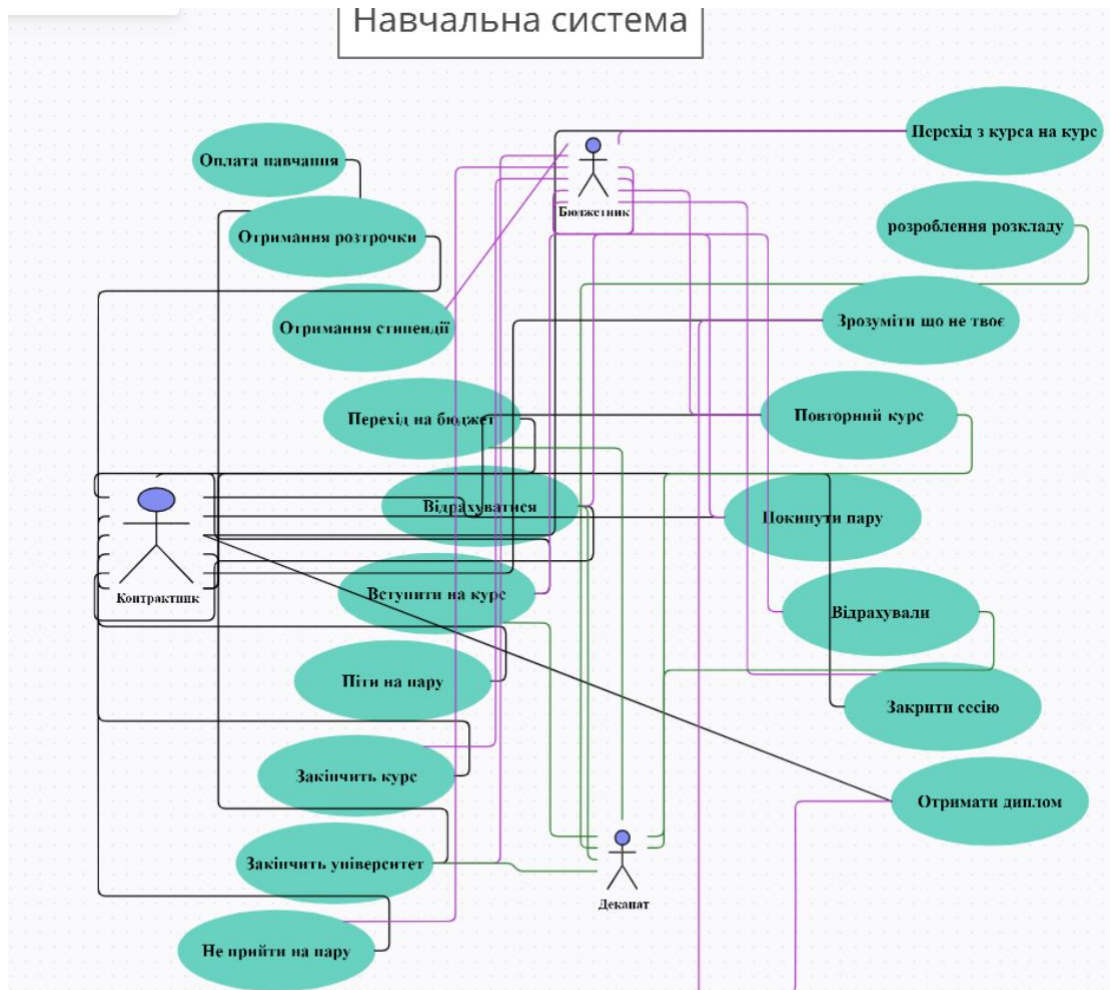 Навчальна система
Перехід з курса на курс
Оплата навчання
Бюджетник
розроблення розкладу
Отримання розтрочки
Отримання стипендії
Зрозуміти що не твоє
Перехід на бюджет
Повторний курс
Відрахуватися
Покинути пару
Контрактник
Вступити на курс
Відрахували
Піти на пару
Закрити сесію
Закінчить курс
Отримати диплом
Закінчить університет
Деканат
Не прийти на пару